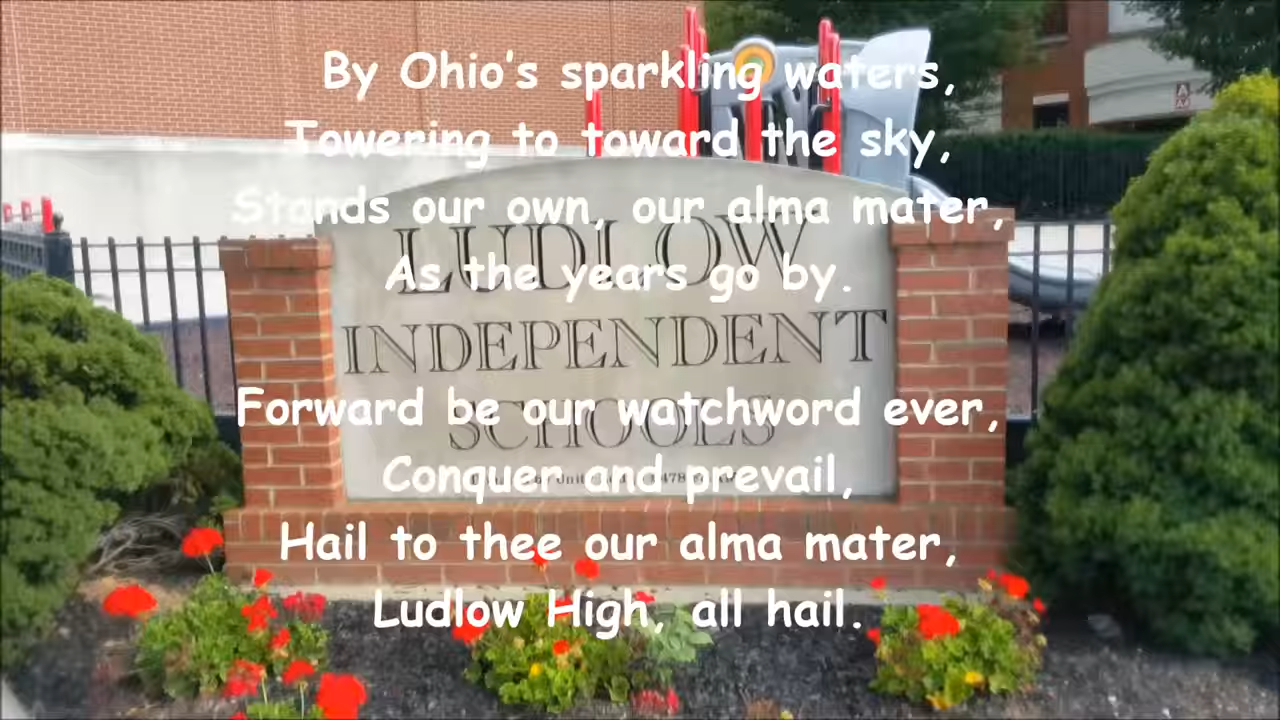 By Ohio's sparkling waters,
Towering to toward the sky,
Stands our own, our alma mater,
As the years go by.
Forward be our watchword ever,
Conquer and prevail,
Hail to thee our alma mater,
Ludlow High, all hail.
LUDLOW
INDEPENDENT
SCHOOLS